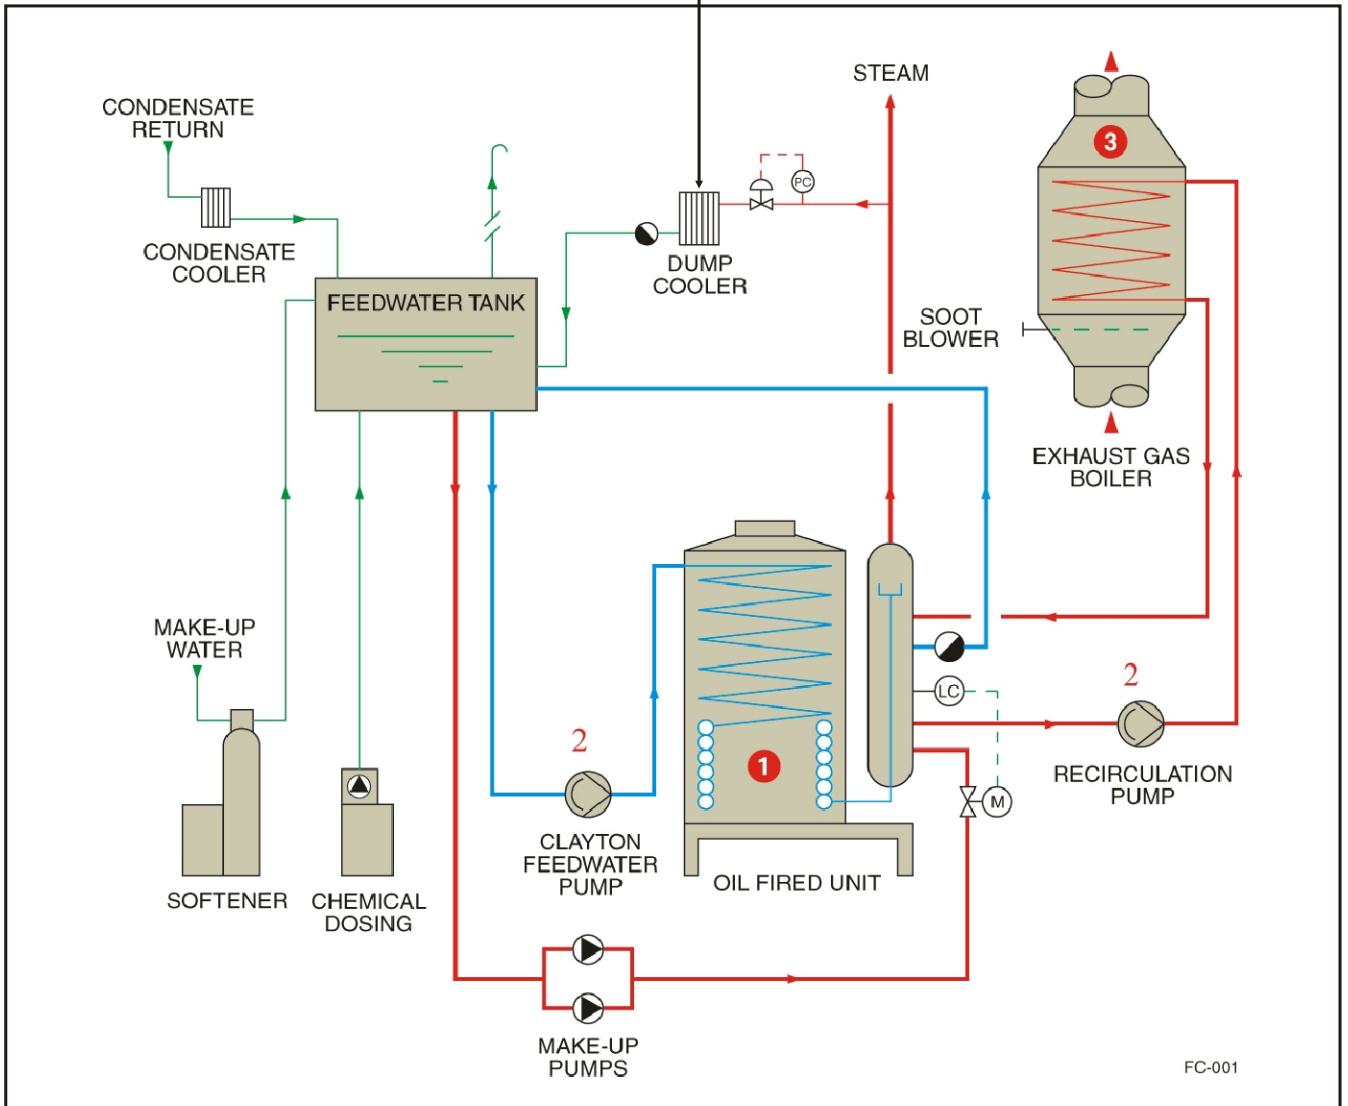 STEAM
CONDENSATE
RETURN
3
PC
CONDENSATE
COOLER
DUMP
COOLER
FEEDWATER TANK
SOOT
BLOWER
EXHAUST GAS
BOILER
MAKE-UP
WATER
2
LC
2
1
RECIRCULATION
PUMP
M
CLAYTON
FEEDWATER
PUMP
OIL FIRED UNIT
SOFTENER
CHEMICAL
DOSING
MAKE-UP
PUMPS
FC-001